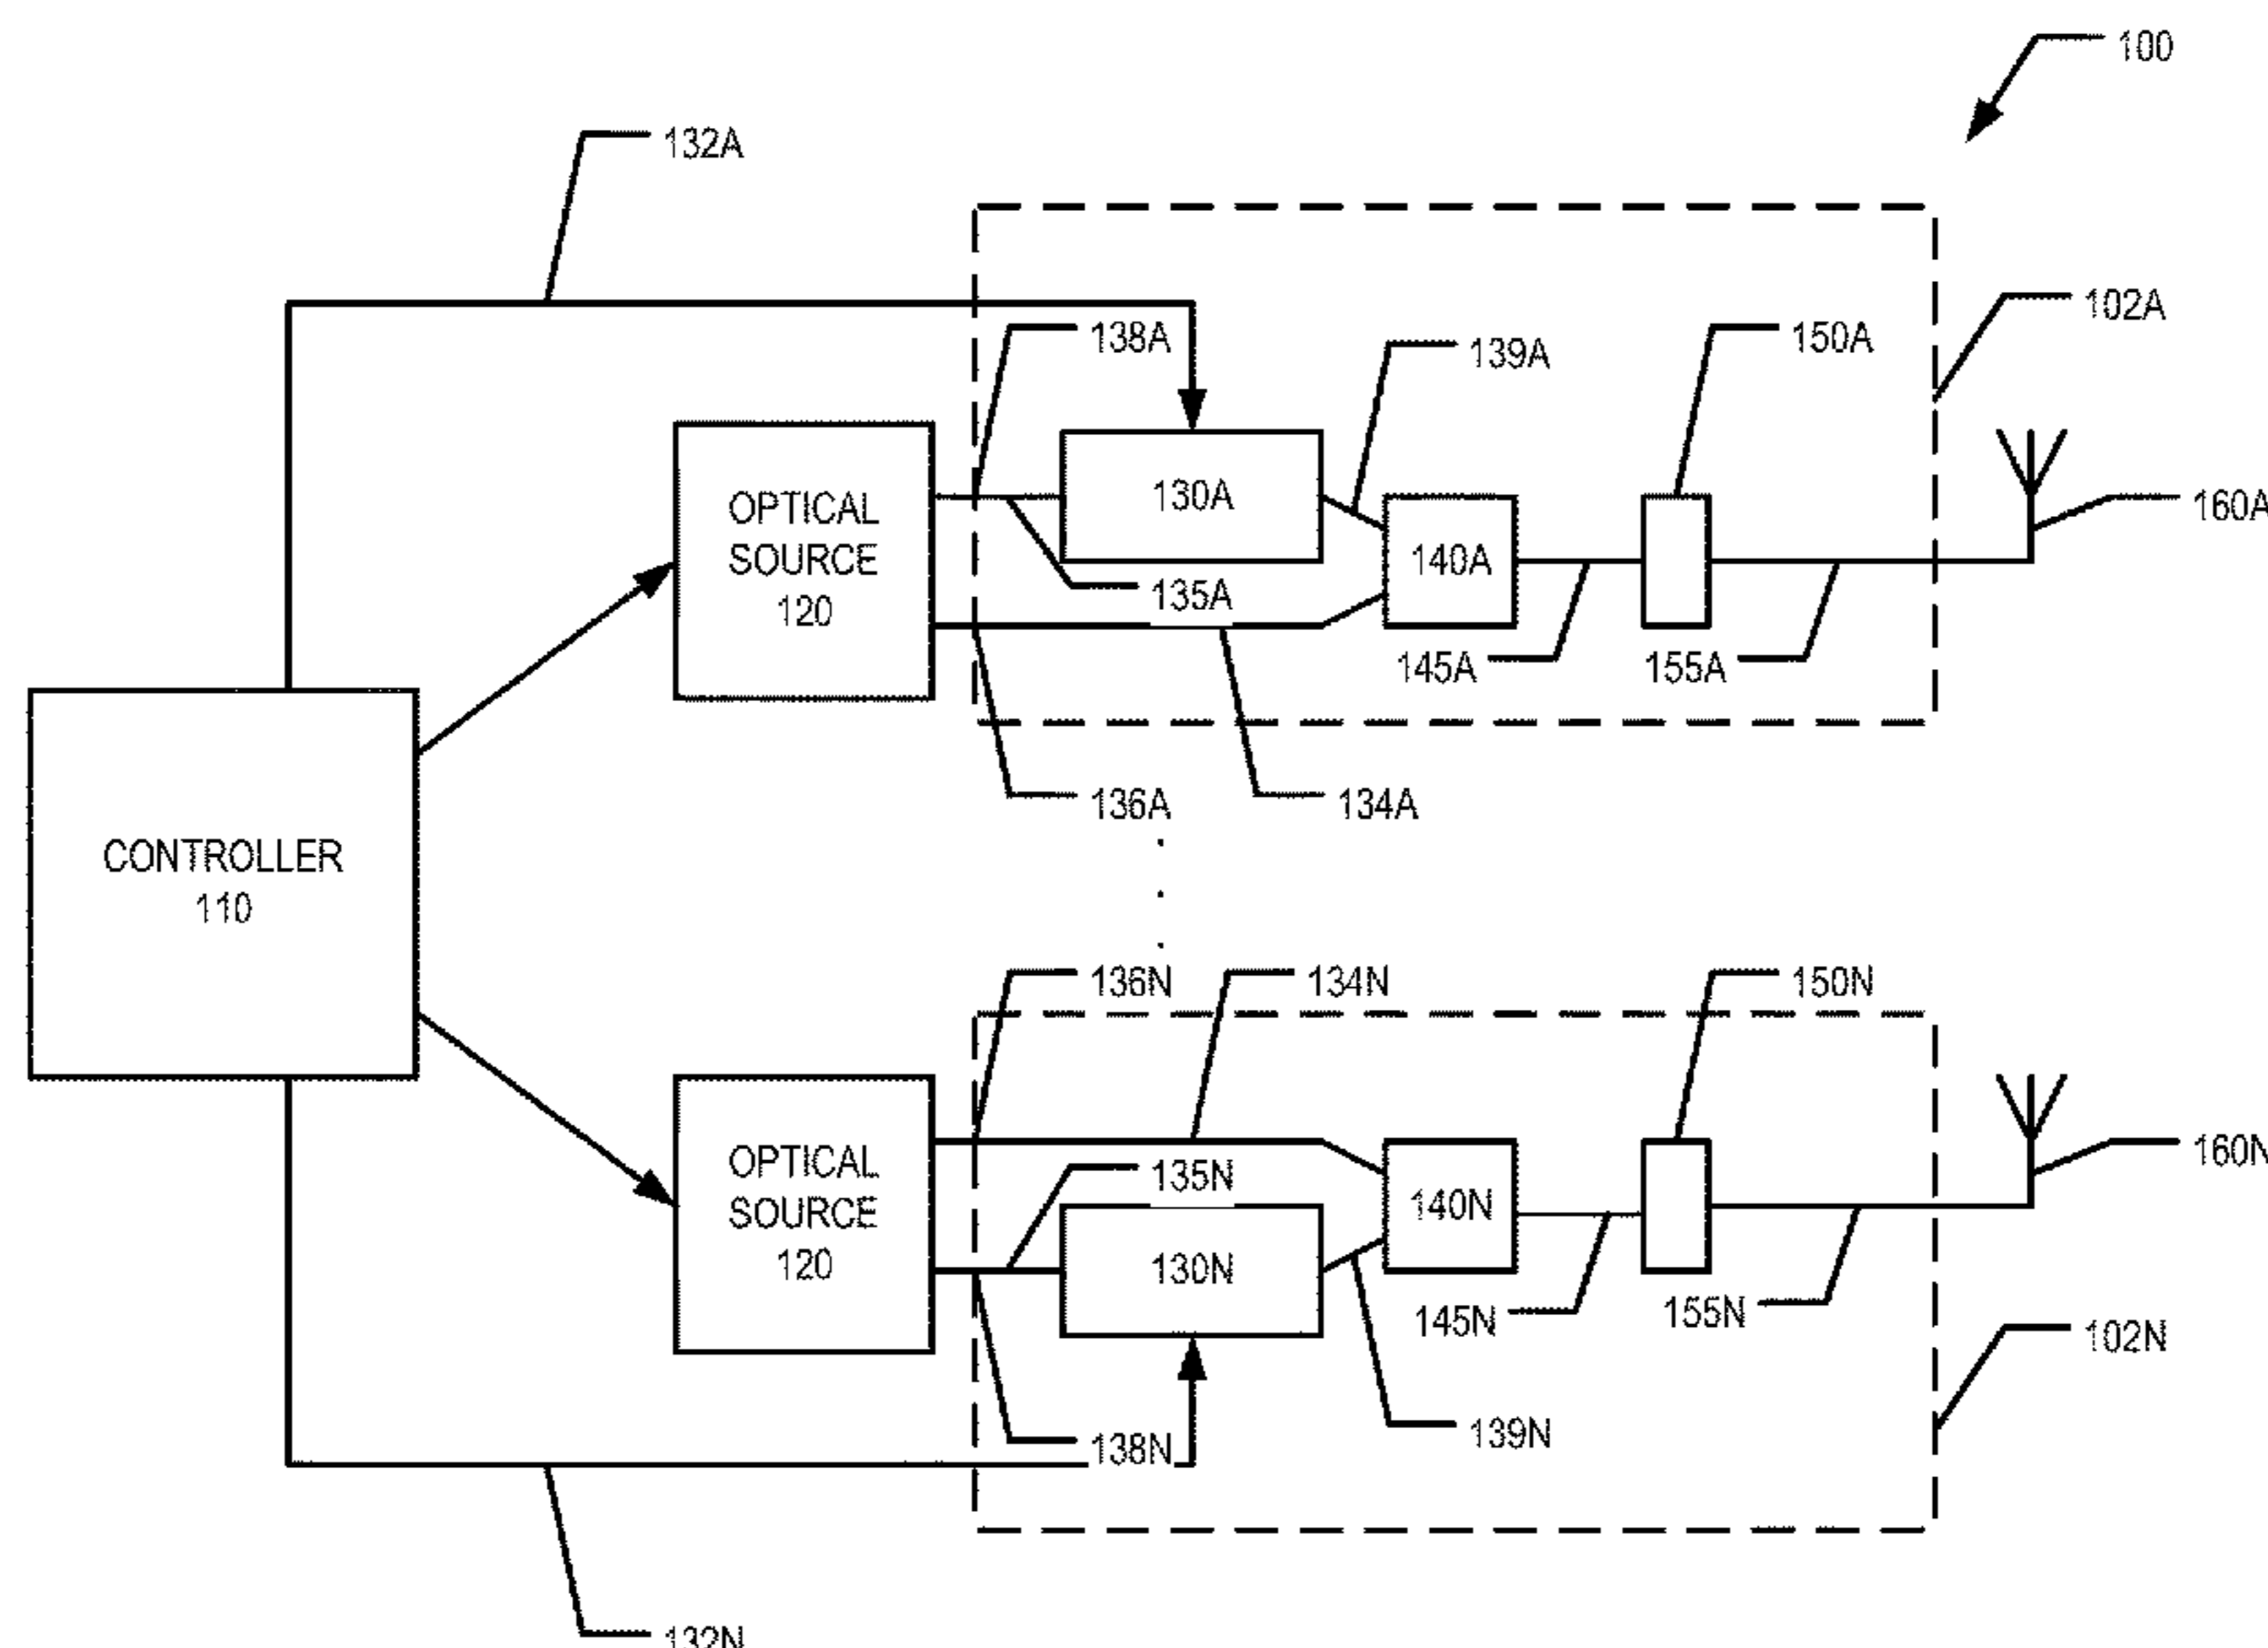 100
132A
102A
138A
150A
139A
OPTICAL
SOURCE
120
130A
160A
140A
135A
145A
155A
136A
134A
CONTROLLER
110
136N
134N
150N
OPTICAL
SOURCE
120
135N
160N
140N
130N
145N
155N
102N
138N
139N
132N